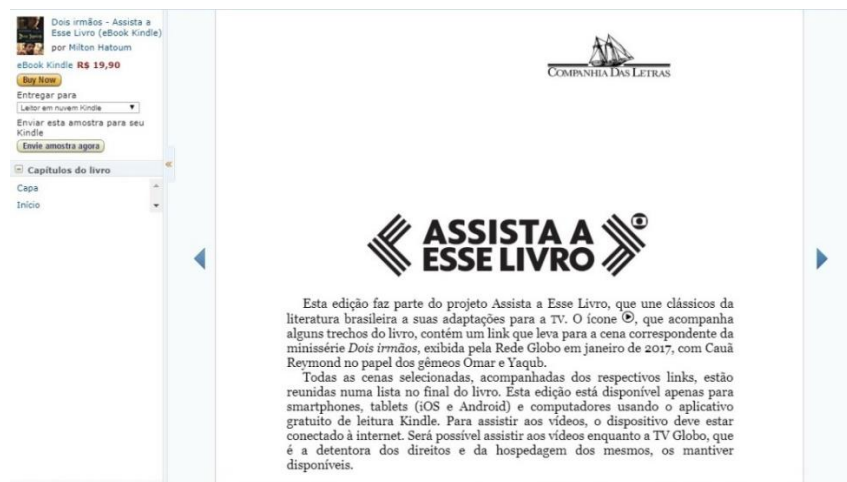 Dois irmãos - Assista a
Esse Livro (eBook Kindle)
por Milton Hatoum
eBook Kindle R$ 19,90
Buy Now
Entregar para
Leitor em nuvem Kindle
Enviar esta amostra para seu
Kindle
Envie amostra agora
Capítulos do livro
Capa
Início
COMPANHIA DAS LETRAS
ASSISTA A
ESSE LIVRO
Esta edição faz parte do projeto Assista a Esse Livro, que une clássicos da
literatura brasileira a suas adaptações para a TV. O ícone , que acompanha
alguns trechos do livro, contém um link que leva para a cena correspondente da
minissérie Dois irmãos, exibida pela Rede Globo em janeiro de 2017, com Cauã
Reymond no papel dos gêmeos Omar e Yaqub.
Todas as cenas selecionadas, acompanhadas dos respectivos links, estão
reunidas numa lista no final do livro. Esta edição está disponível apenas para
smartphones, tablets (iOS e Android) e computadores usando o aplicativo
gratuito de leitura Kindle. Para assistir aos vídeos, o dispositivo deve estar
conectado à internet. Será possível assistir aos vídeos enquanto a TV Globo, que
é a detentora dos direitos e da hospedagem dos mesmos, os mantiver
disponíveis.